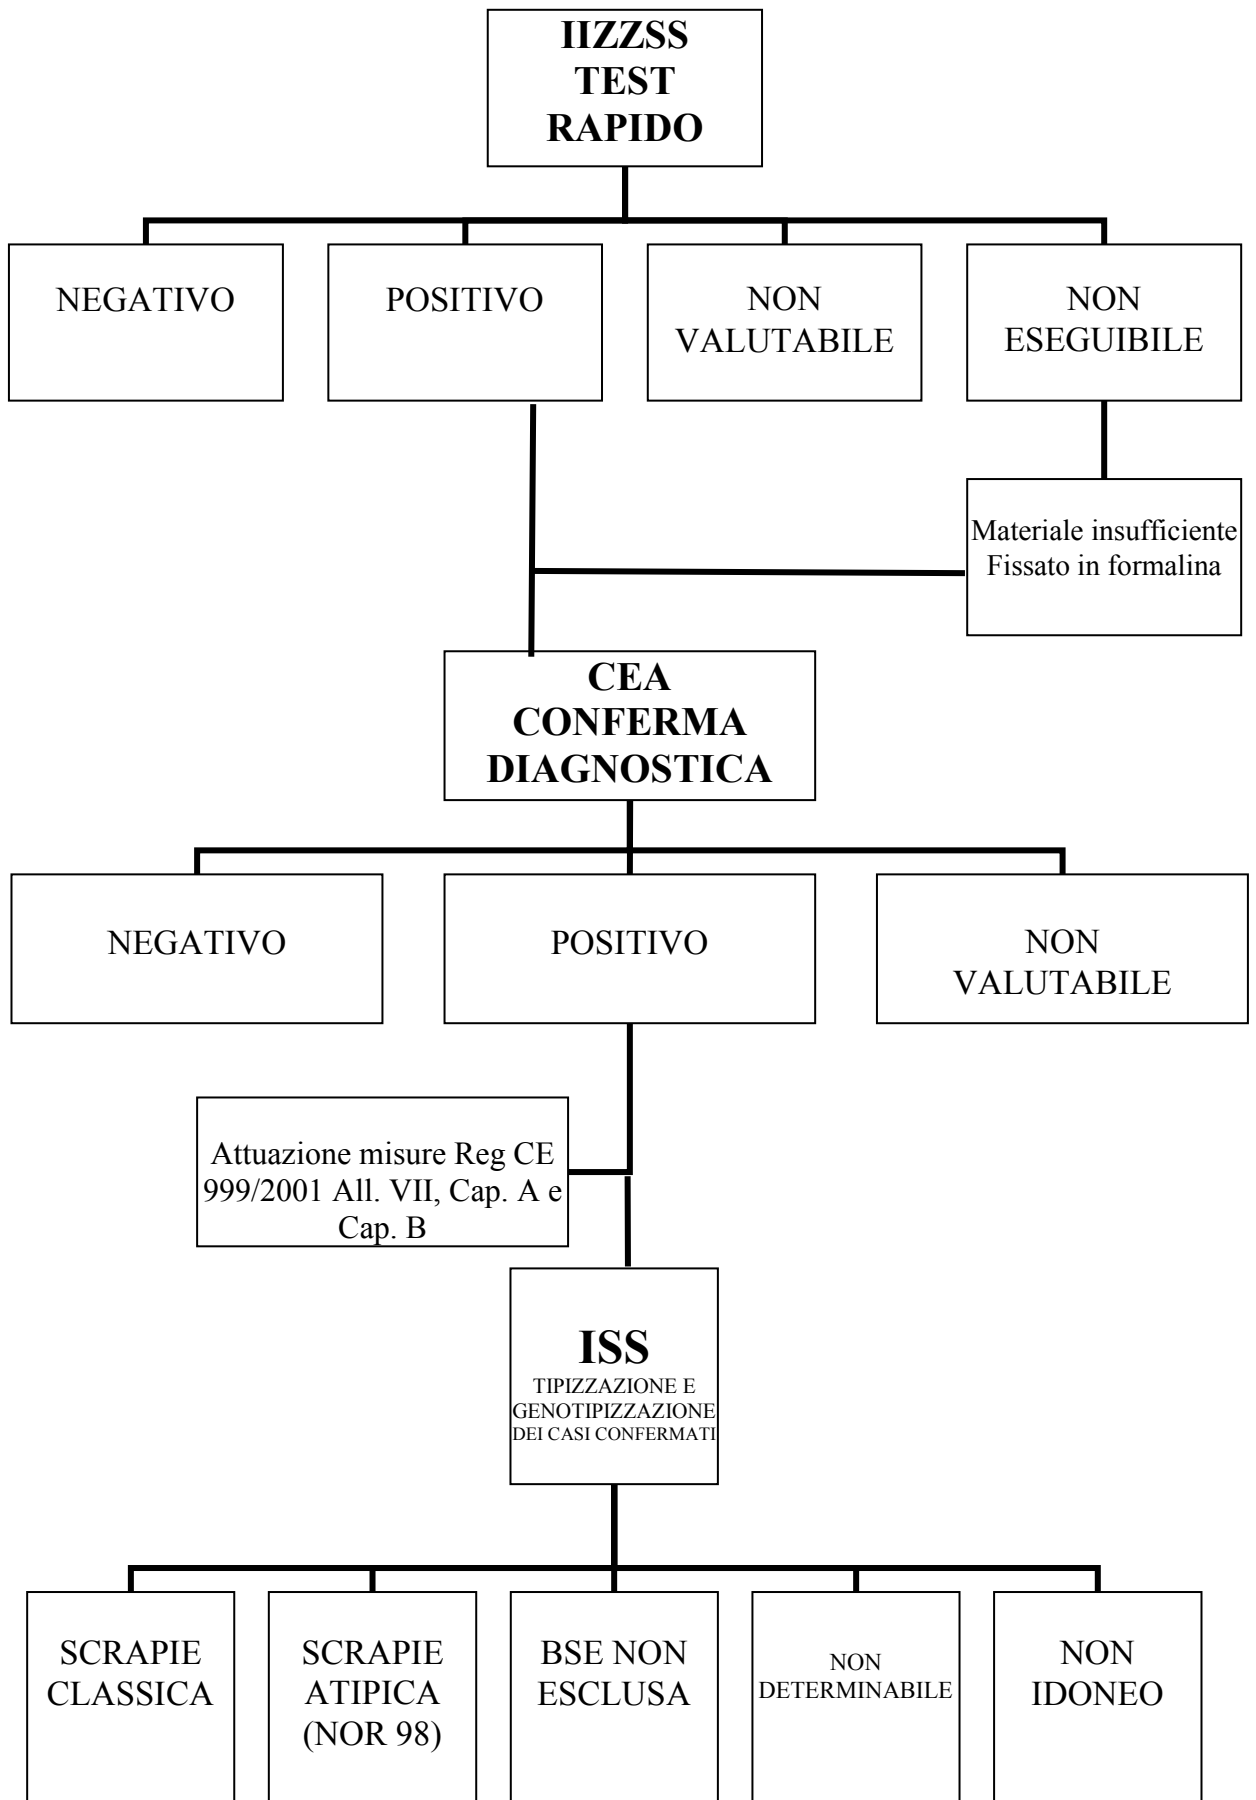 IIZZSS
TEST
RAPIDO
NEGATIVO
POSITIVO
NON
VALUTABILE
NON
ESEGUIBILE
Materiale insufficiente
Fissato in formalina
CEA
CONFERMA
DIAGNOSTICA
NEGATIVO
POSITIVO
NON
VALUTABILE
Attuazione misure Reg CE
999/2001 All. VII, Cap. A e
Cap. B
ISS
TIPIZZAZIONE E
GENOTIPIZZAZIONE
DEI CASI CONFERMATI
SCRAPIE
CLASSICA
SCRAPIE
ATIPICA
(NOR 98)
BSE NON
ESCLUSA
NON
DETERMINABILE
NON
IDONEO